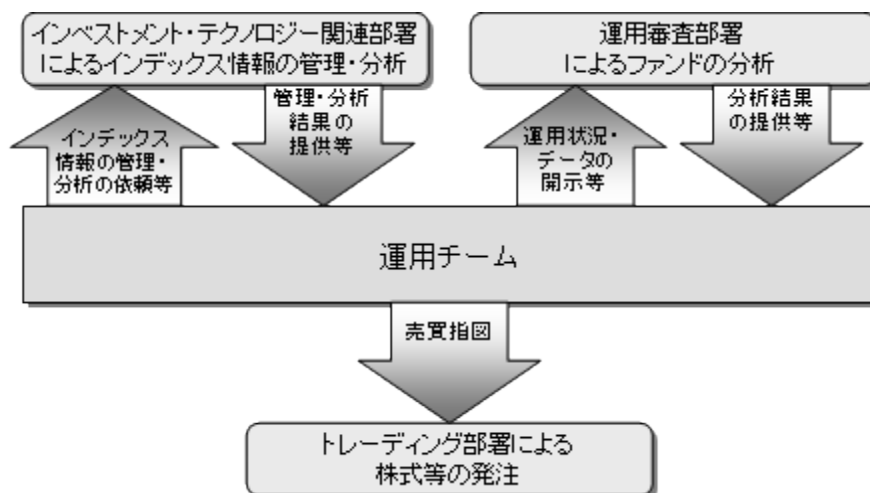 インベストメント・テクノロジー関連部署
によるインデックス情報の管理・分析
運用審査部署
によるファンドの分析
インデックス
情報の管理・
分析の依頼等
管理・分析
結果の
提供等
運用状況・
データの
開示等
分析結果
の提供等
運用チーム
売買指図
トレーディング部署による
株式等の発注